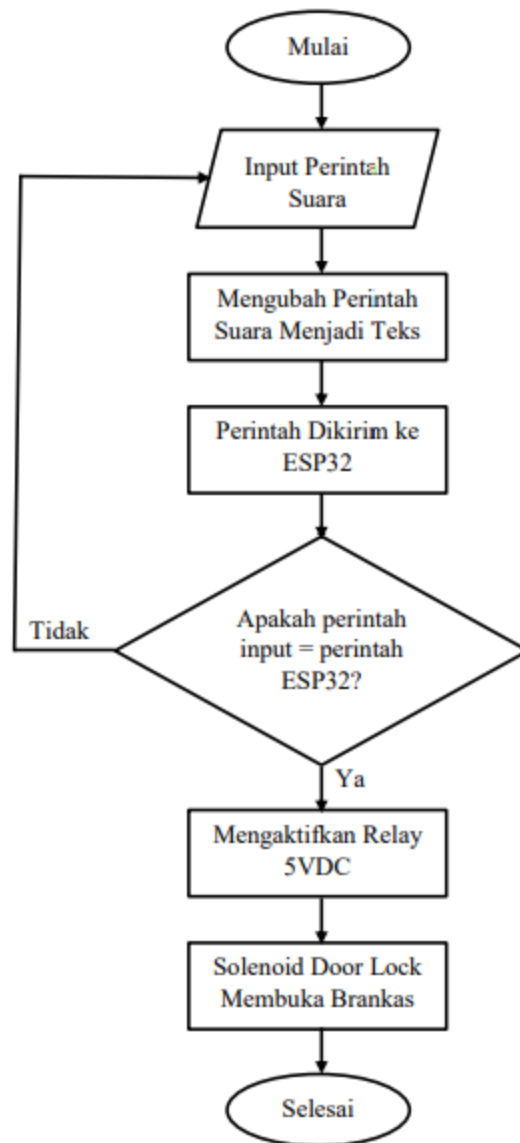 Mulai
Input Perintah
Suara
Mengubah Perintah
Suara Menjadi Teks
Perintah Dikirim ke
ESP32
Apakah perintah
input = perintah
ESP32?
Tidak
Ya
Mengaktifkan Relay
5VDC
Solenoid Door Lock
Membuka Brankas
Selesai